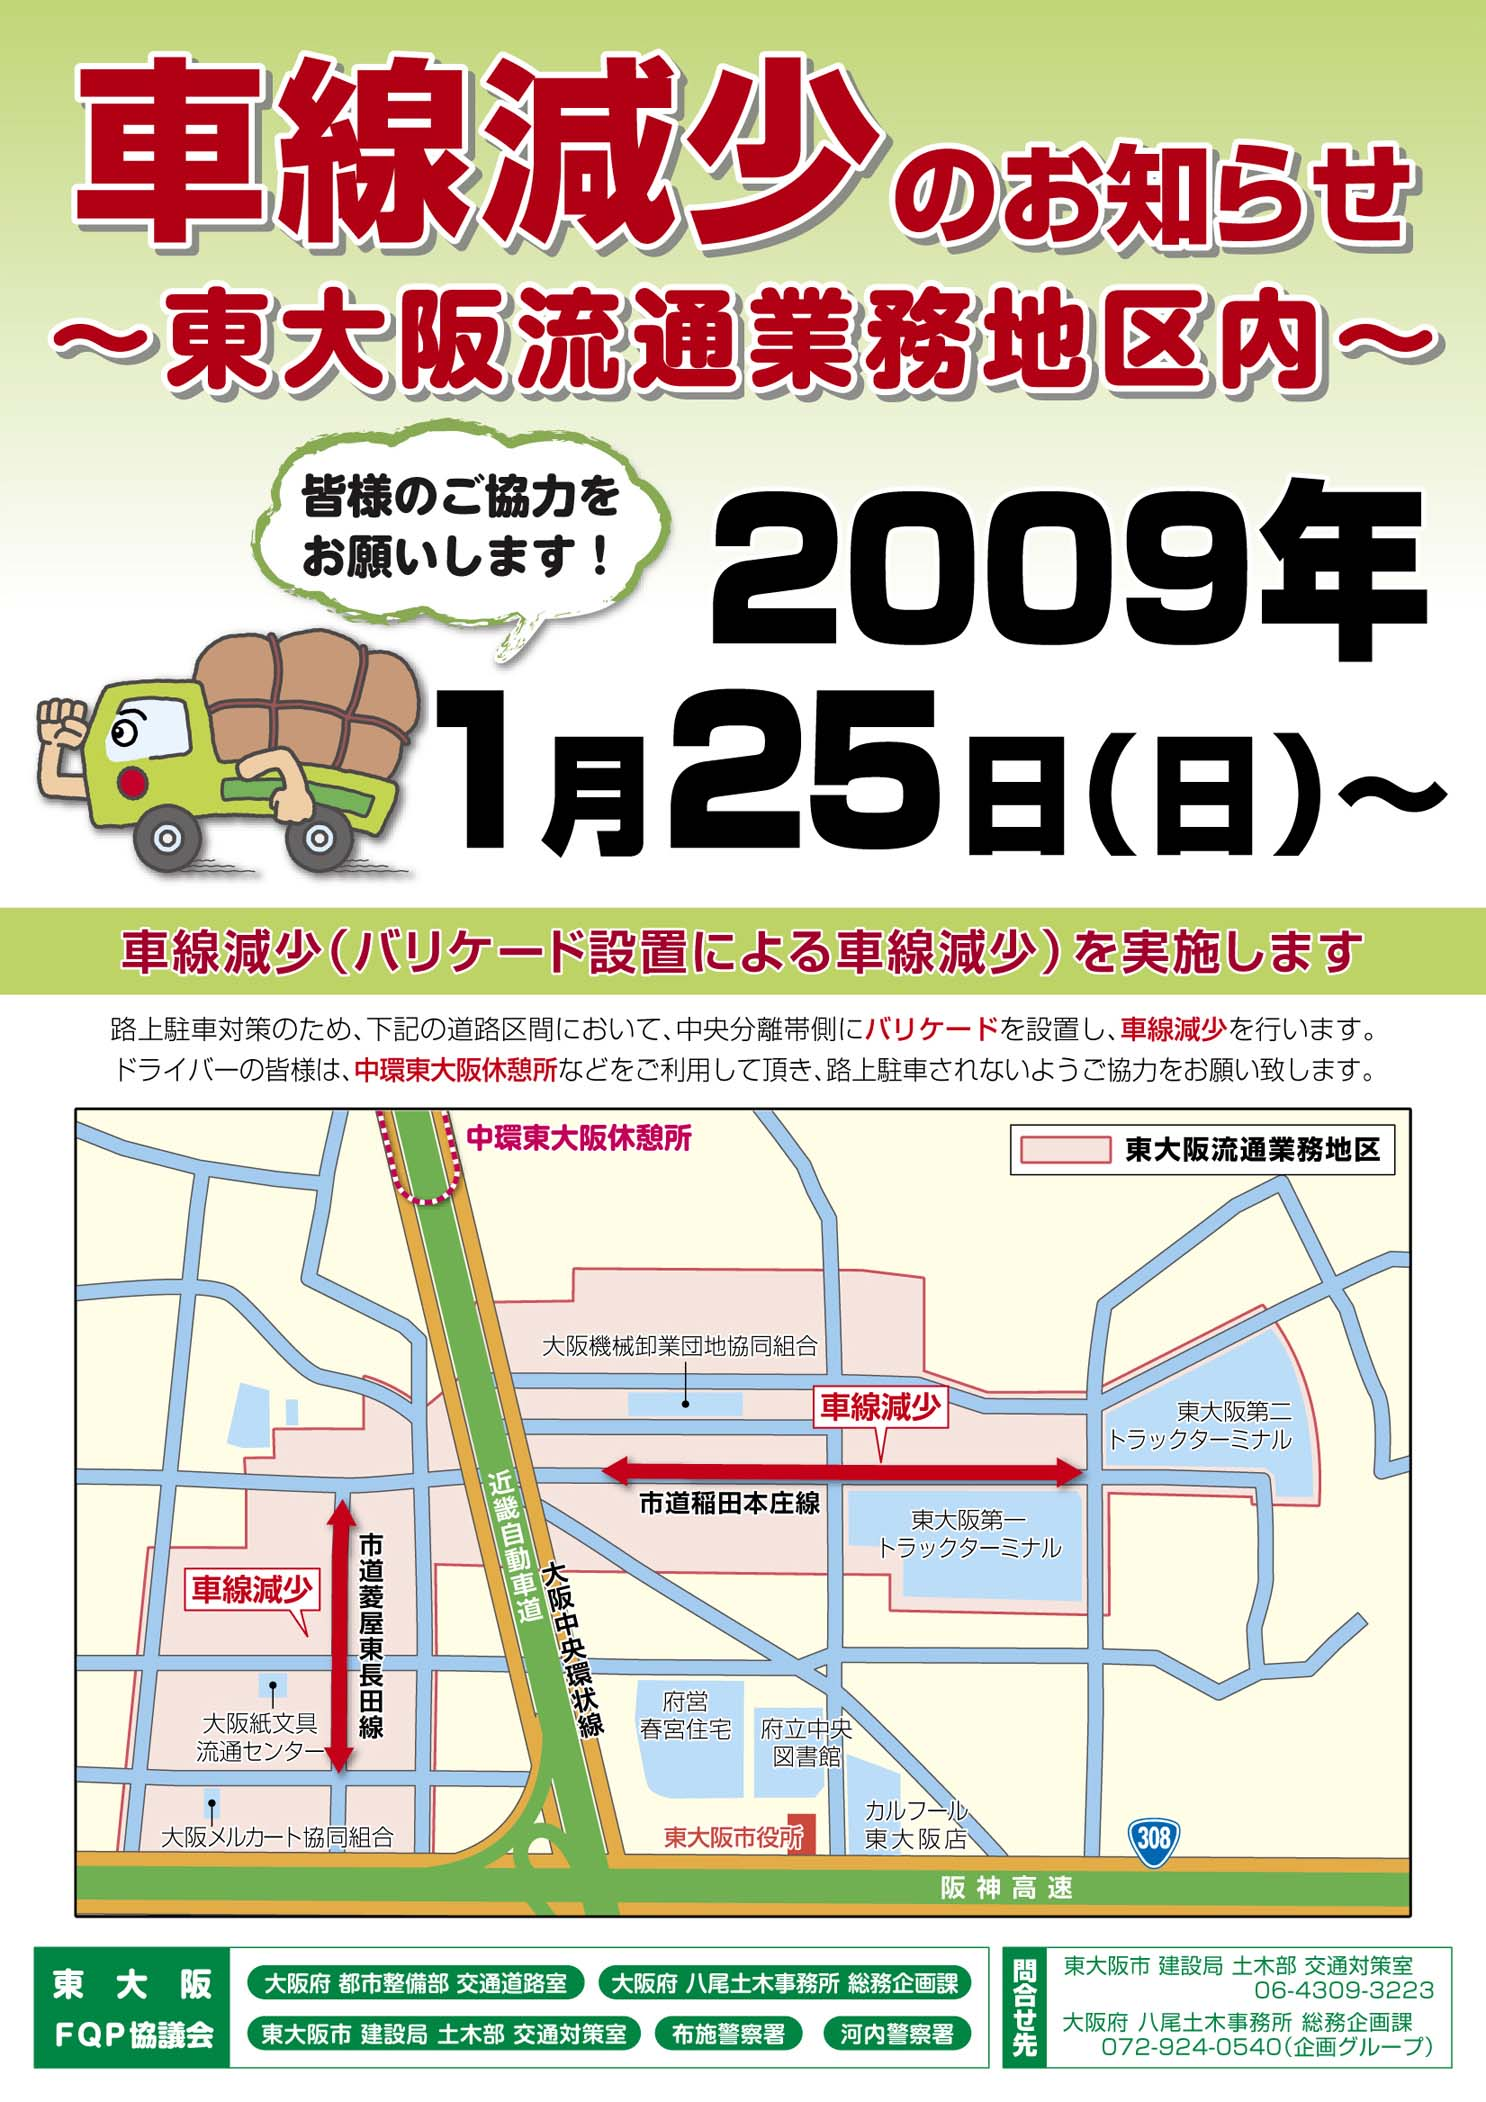 車線減少のお知らせ
～東大阪流通業務地区内～
皆様のご協力を
お願いします！
2009年
1月25日(日)～
車線減少(バリケード設置による車線減少)を実施します
路上駐車対策のため、下記の道路区間において、中央分離帯側にバリケードを設置し、車線減少を行います。
ドライバーの皆様は、中環東大阪休憩所などをご利用して頂き、路上駐車されないようご協力をお願い致します。
中環東大阪休憩所
東大阪流通業務地区
大阪機械卸業団地協同組合
車線減少
東大阪第二
トラックターミナル
市道稲田本庄線
東大阪第一
トラックターミナル
近畿自動車道
大阪中央環状線
市道菱屋東長田線
車線減少
大阪紙文具
流通センター
府営
春宮住宅
府立中央
図書館
カルフール
東大阪店
大阪メルカート協同組合
東大阪市役所
308
阪神高速
東大阪
FQP協議会
大阪府 都市整備部 交通道路室
大阪府 八尾土木事務所 総務企画課
東大阪市 建設局 土木部 交通対策室
布施警察署
河内警察署
問合せ先
東大阪市 建設局 土木部 交通対策室
06-4309-3223
大阪府 八尾土木事務所 総務企画課
072-924-0540(企画グループ)